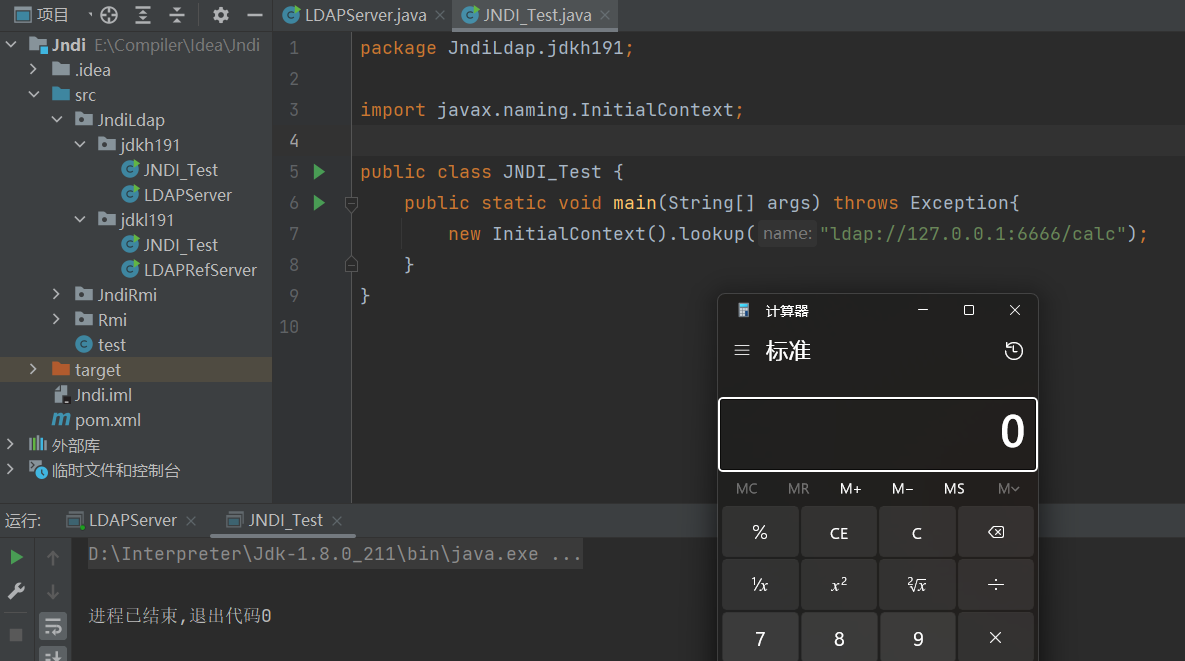 项目
LDAPServer.java
JNDI_Test.java
Jndi E:\Compiler\Idea\Jndi
.idea
src
JndiLdap
jdkh191
JNDI_Test
LDAPServer
jdkl191
JNDI_Test
LDAPRefServer
JndiRmi
Rmi
test
target
Jndi.iml
pom.xml
外部库
临时文件和控制台
1 package JndiLdap.jdkh191;
2
3 import javax.naming.InitialContext;
4
5 public class JNDI_Test {
6 public static void main(String[] args) throws Exception{
7 new InitialContext().lookup( name: "ldap://127.0.0.1:6666/calc");
8 }
9 }
10
计算器
标准
0
MC MR M+ M− MS M
% CE C
¹/x x² ²√x ÷
7 8 9 ×
运行: LDAPServer JNDI_Test
D:\Interpreter\Jdk-1.8.0_211\bin\java.exe ...
进程已结束,退出代码0